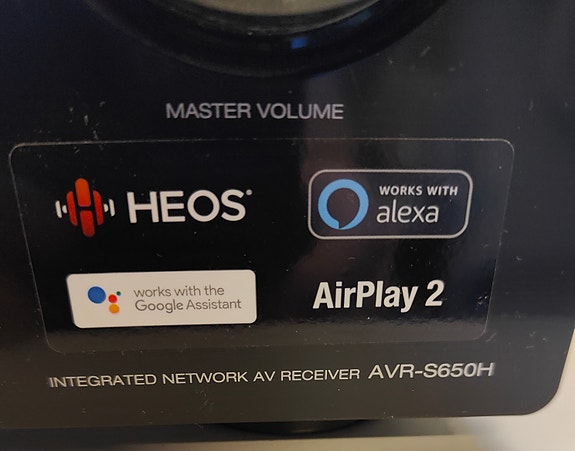 MASTER VOLUME
HEOS
WORKS WITH
alexa
works with the
Google Assistant
AirPlay 2
INTEGRATED NETWORK AV RECEIVER AVR-S650H